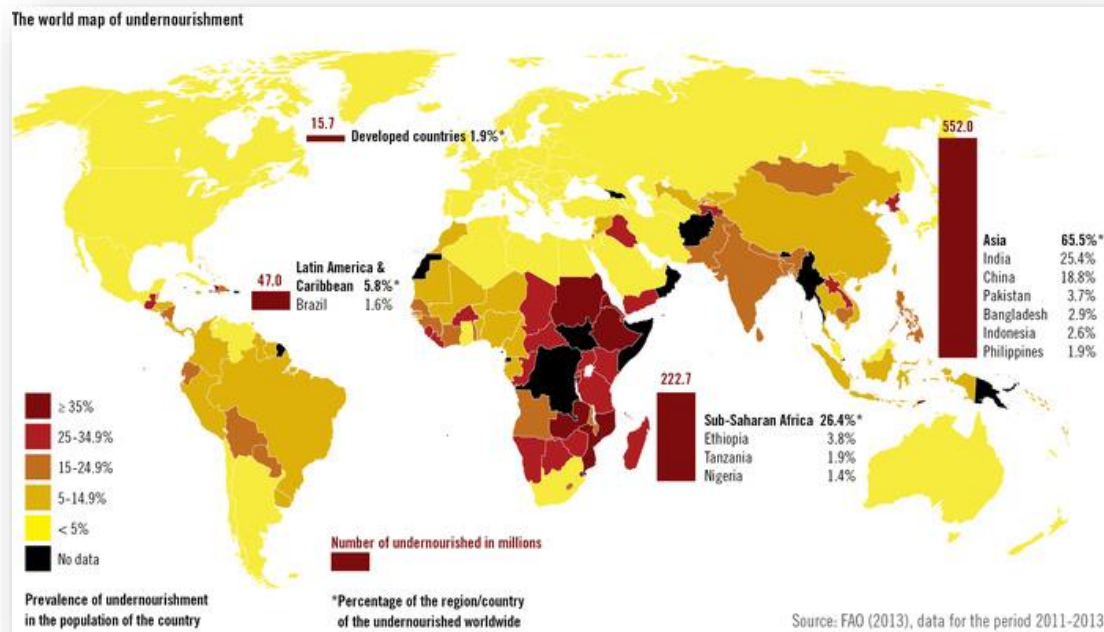 The world map of undernourishment
15.7
Developed countries 1.9%*
552.0
Asia 65.5%*
India 25.4%
China 18.8%
Pakistan 3.7%
Bangladesh 2.9%
Indonesia 2.6%
Philippines 1.9%
47.0
Latin America &
Caribbean 5.8%*
Brazil 1.6%
222.7
Sub-Saharan Africa 26.4%*
Ethiopia 3.8%
Tanzania 1.9%
Nigeria 1.4%
≥ 35%
25-34.9%
15-24.9%
5-14.9%
< 5%
No data
Prevalence of undernourishment
in the population of the country
Number of undernourished in millions
*Percentage of the region/country
of the undernourished worldwide
Source: FAO (2013), data for the period 2011-2013